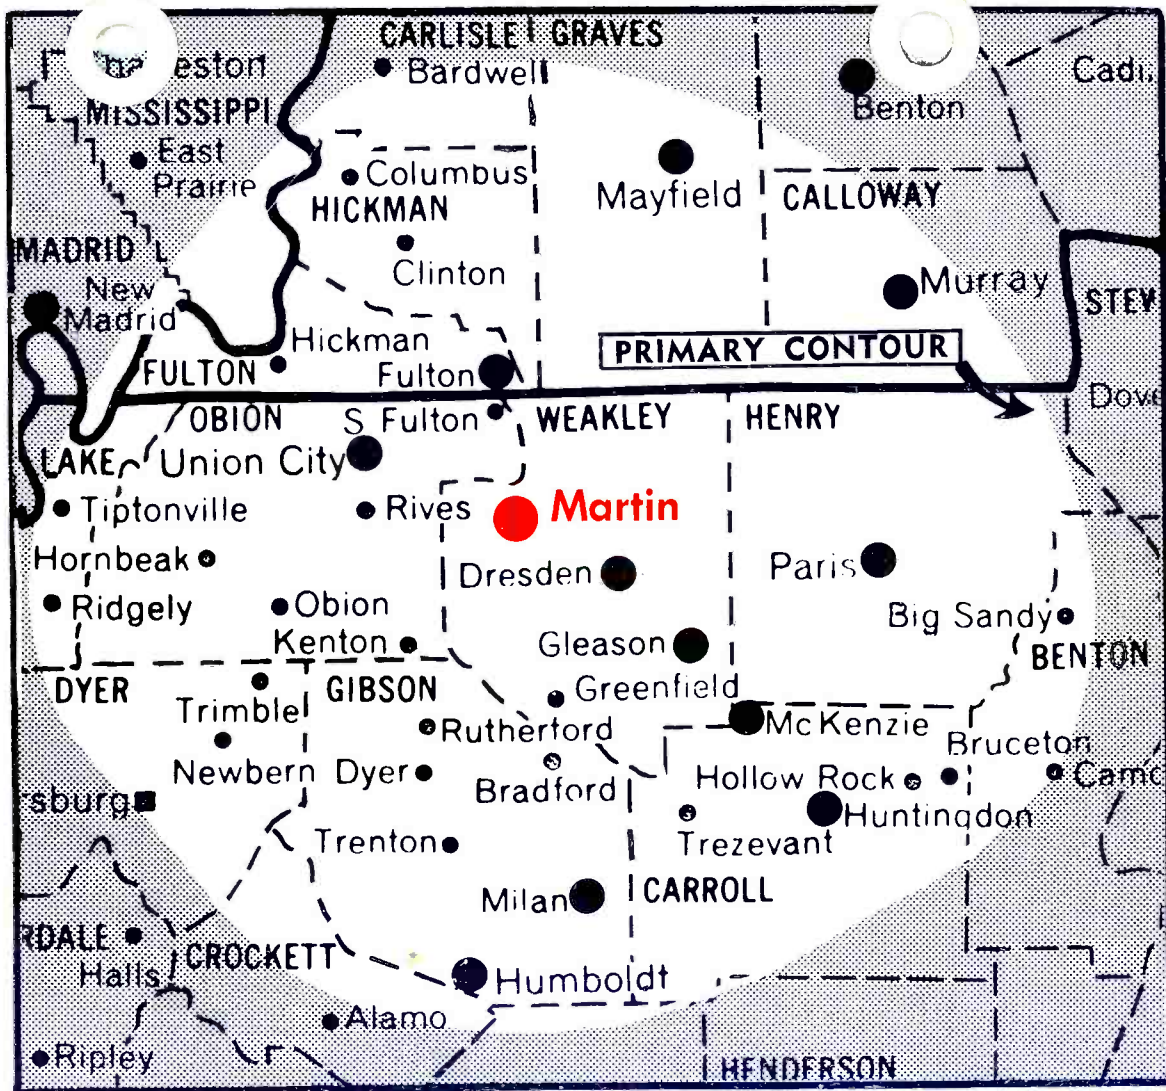 CARLISLE GRAVES
Bardwell
Benton
Cadi
MISSISSIPPI
East
Prairie
Columbus
HICKMAN
Mayfield
CALLOWAY
MADRID
Clinton
New
Madrid
Murray
STEW
Hickman
PRIMARY CONTOUR
FULTON
Fulton
Dove
OBION
S Fulton
WEAKLEY
HENRY
LAKE
Union City
Tiptonville
Rives
Martin
Hornbeak
Dresden
Paris
Ridgely
Obion
Big Sandy
Kenton
Gleason
BENTON
DYER
GIBSON
Greenfield
Trimble
Rutherford
McKenzie
Bruceton
Newbern
Dyer
Bradford
Hollow Rock
Camd
sburg
Huntingdon
Trenton
Trezevant
Milan
CARROLL
RDALE
Halls
CROCKETT
Humboldt
Alamo
Ripley
HENDERSON